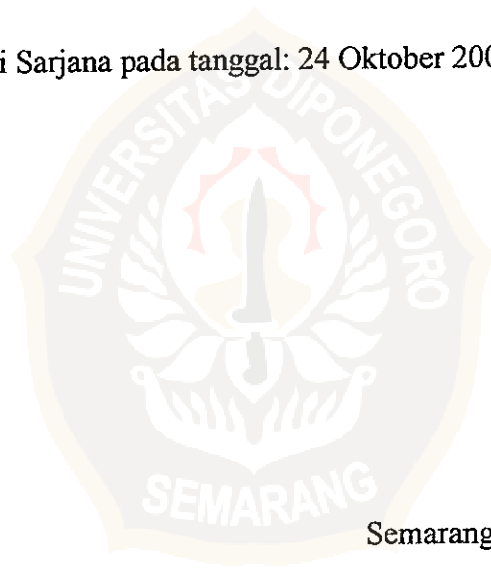 i Sarjana pada tanggal: 24 Oktober 200
UNIVERSITAS DIPONEGORO
SEMARANG
Semarang